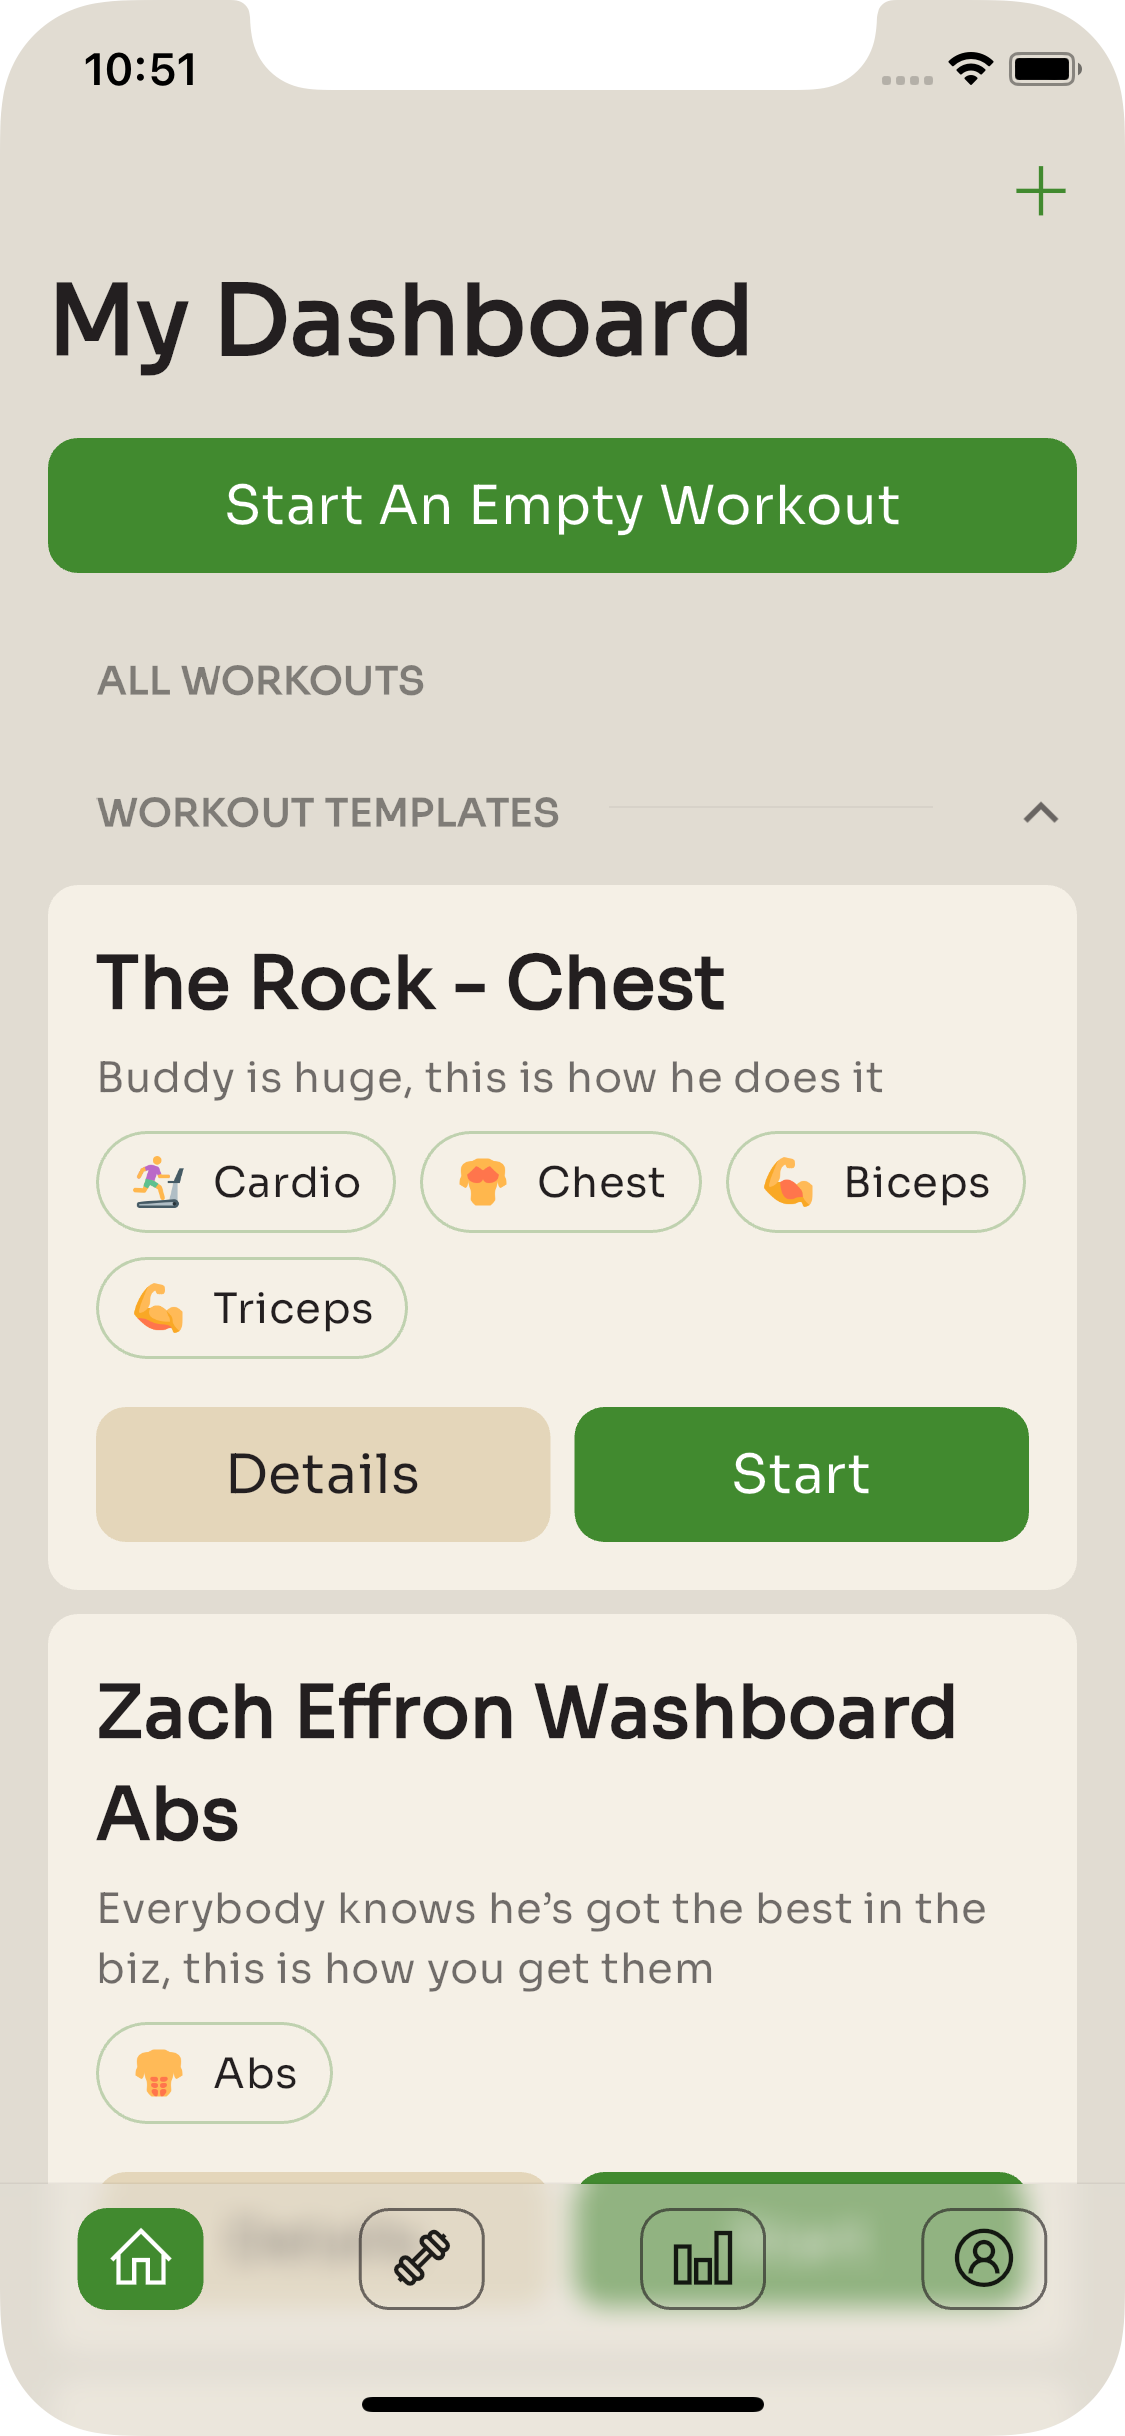 10:51
My Dashboard
Start An Empty Workout
ALL WORKOUTS
WORKOUT TEMPLATES
The Rock - Chest
Buddy is huge, this is how he does it
Cardio
Chest
Biceps
Triceps
Details
Start
Zach Effron Washboard
Abs
Everybody knows he’s got the best in the
biz, this is how you get them
Abs